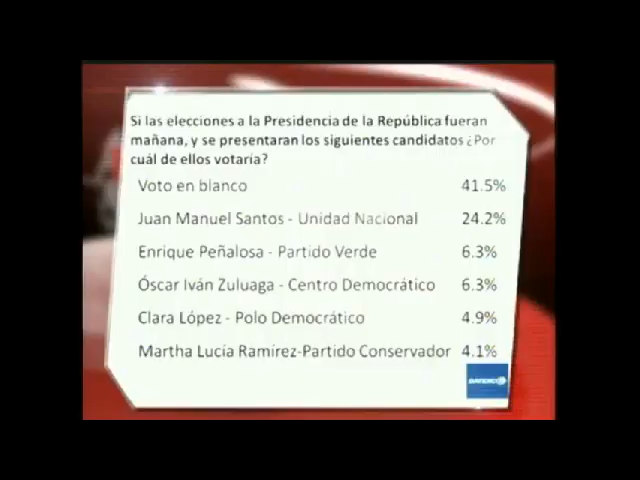 Si las elecciones a la Presidencia de la República fueran
mañana, y se presentaran los siguientes candidatos ¿Por
cuál de ellos votaría?
Voto en blanco 41.5%
Juan Manuel Santos - Unidad Nacional 24.2%
Enrique Peñalosa - Partido Verde 6.3%
Óscar Iván Zuluaga - Centro Democrático 6.3%
Clara López - Polo Democrático 4.9%
Martha Lucía Ramírez-Partido Conservador 4.1%
DATEXCO